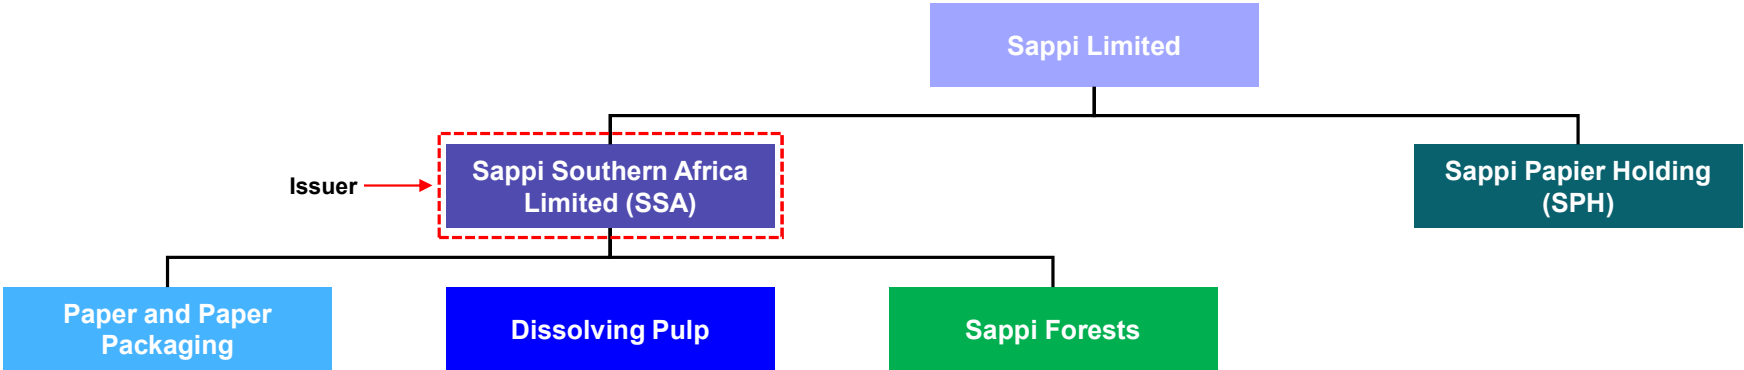 Sappi Limited
Issuer
Sappi Southern Africa
Limited (SSA)
Sappi Papier Holding
(SPH)
Paper and Paper
Packaging
Dissolving Pulp
Sappi Forests